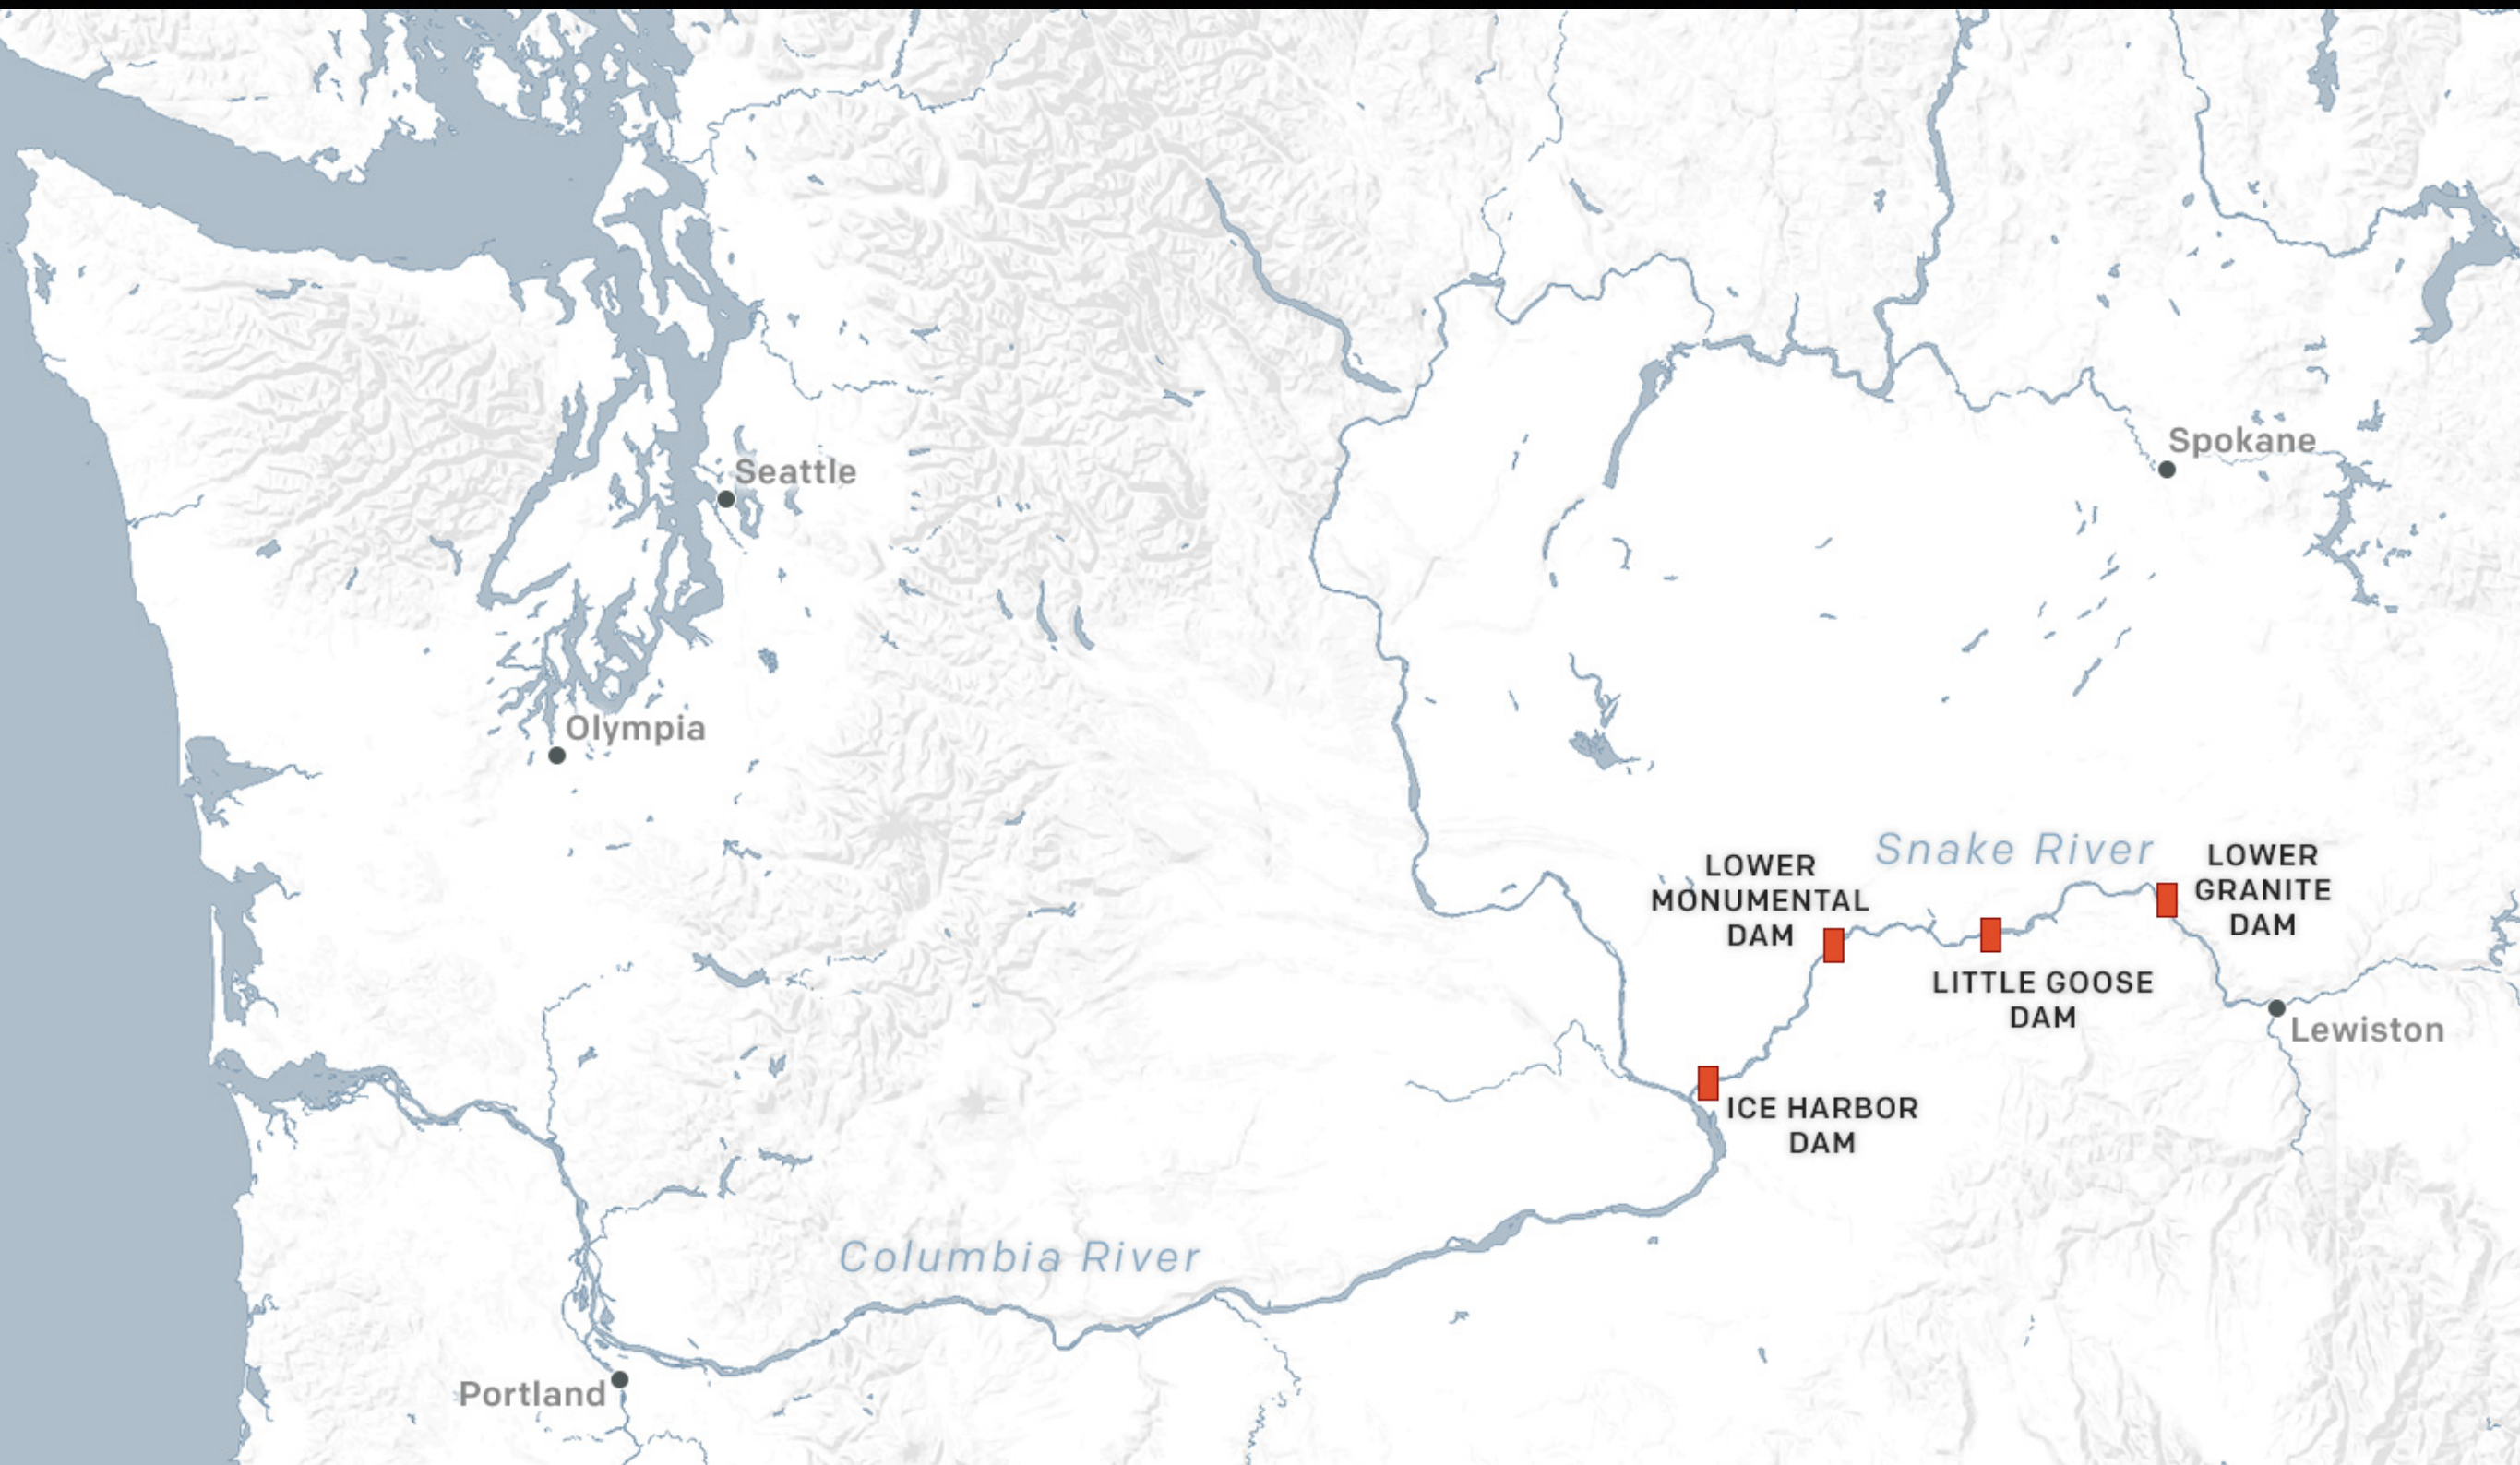 Spokane
Seattle
Olympia
Snake River
LOWER
MONUMENTAL
DAM
LOWER
GRANITE
DAM
LITTLE GOOSE
DAM
Lewiston
ICE HARBOR
DAM
Columbia River
Portland